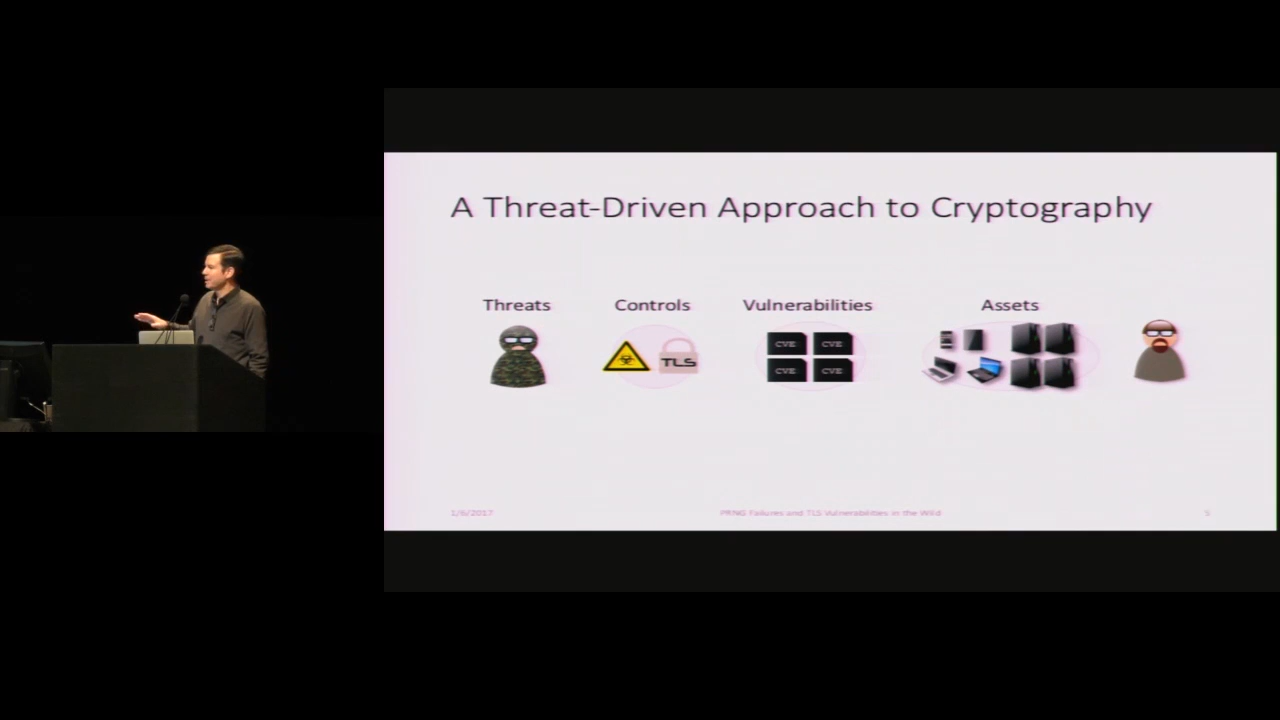 A Threat-Driven Approach to Cryptography
Threats Controls Vulnerabilities Assets
CVE CVE
TLS
CVE CVE
1/6/2017 PRNG Failures and TLS Vulnerabilities in the Wild 5